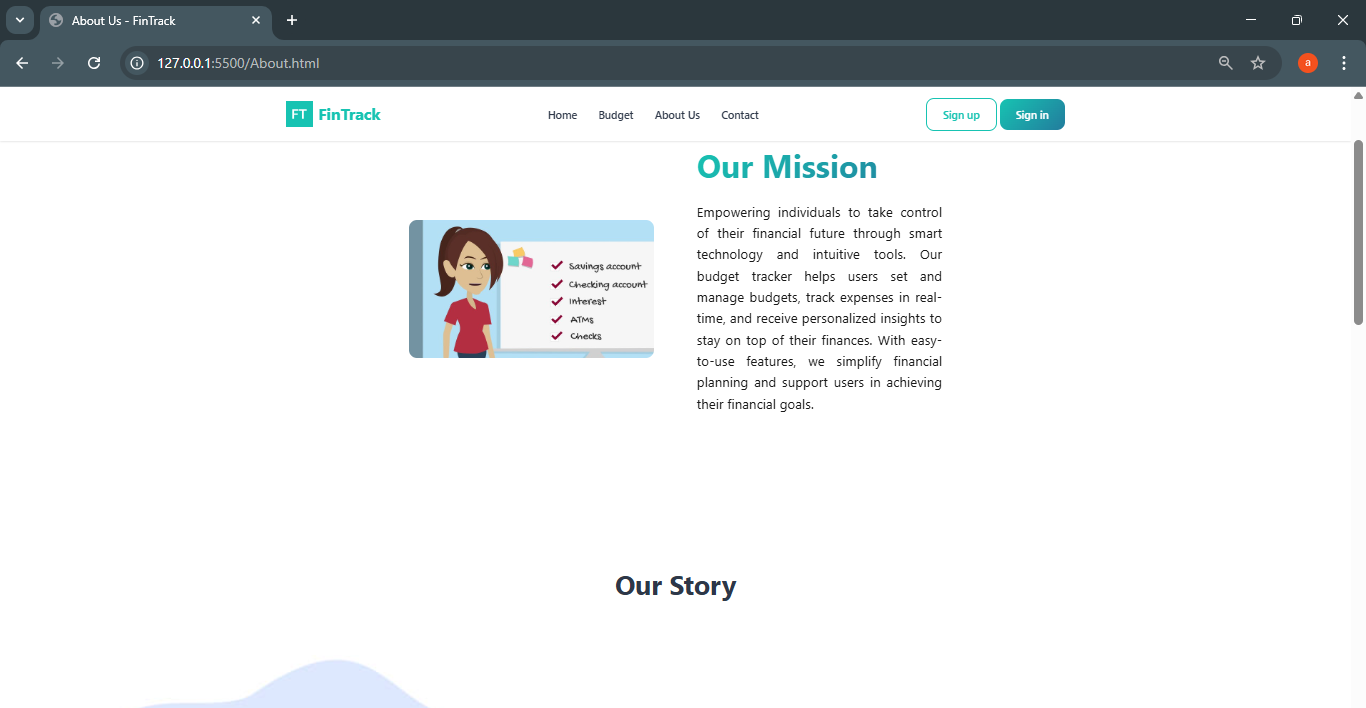 About Us - FinTrack
127.0.0.1:5500/About.html
a
FT FinTrack
Home Budget About Us Contact
Sign up Sign in
Our Mission
Empowering individuals to take control
of their financial future through smart
technology and intuitive tools. Our
budget tracker helps users set and
manage budgets, track expenses in real-
time, and receive personalized insights to
stay on top of their finances. With easy-
to-use features, we simplify financial
planning and support users in achieving
their financial goals.
Savings account
Checking account
Interest
ATMs
Checks
Our Story